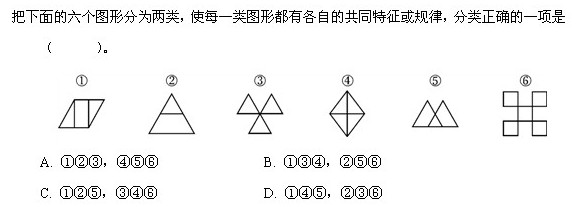 把下面的六个图形分为两类，使每一类图形都有各自的共同特征或规律，分类正确的一项是
（ ）。
① ② ③ ④ ⑤ ⑥
A. ①②③，④⑤⑥ B. ①③④，②⑤⑥
C. ①②⑤，③④⑥ D. ①④⑤，②③⑥